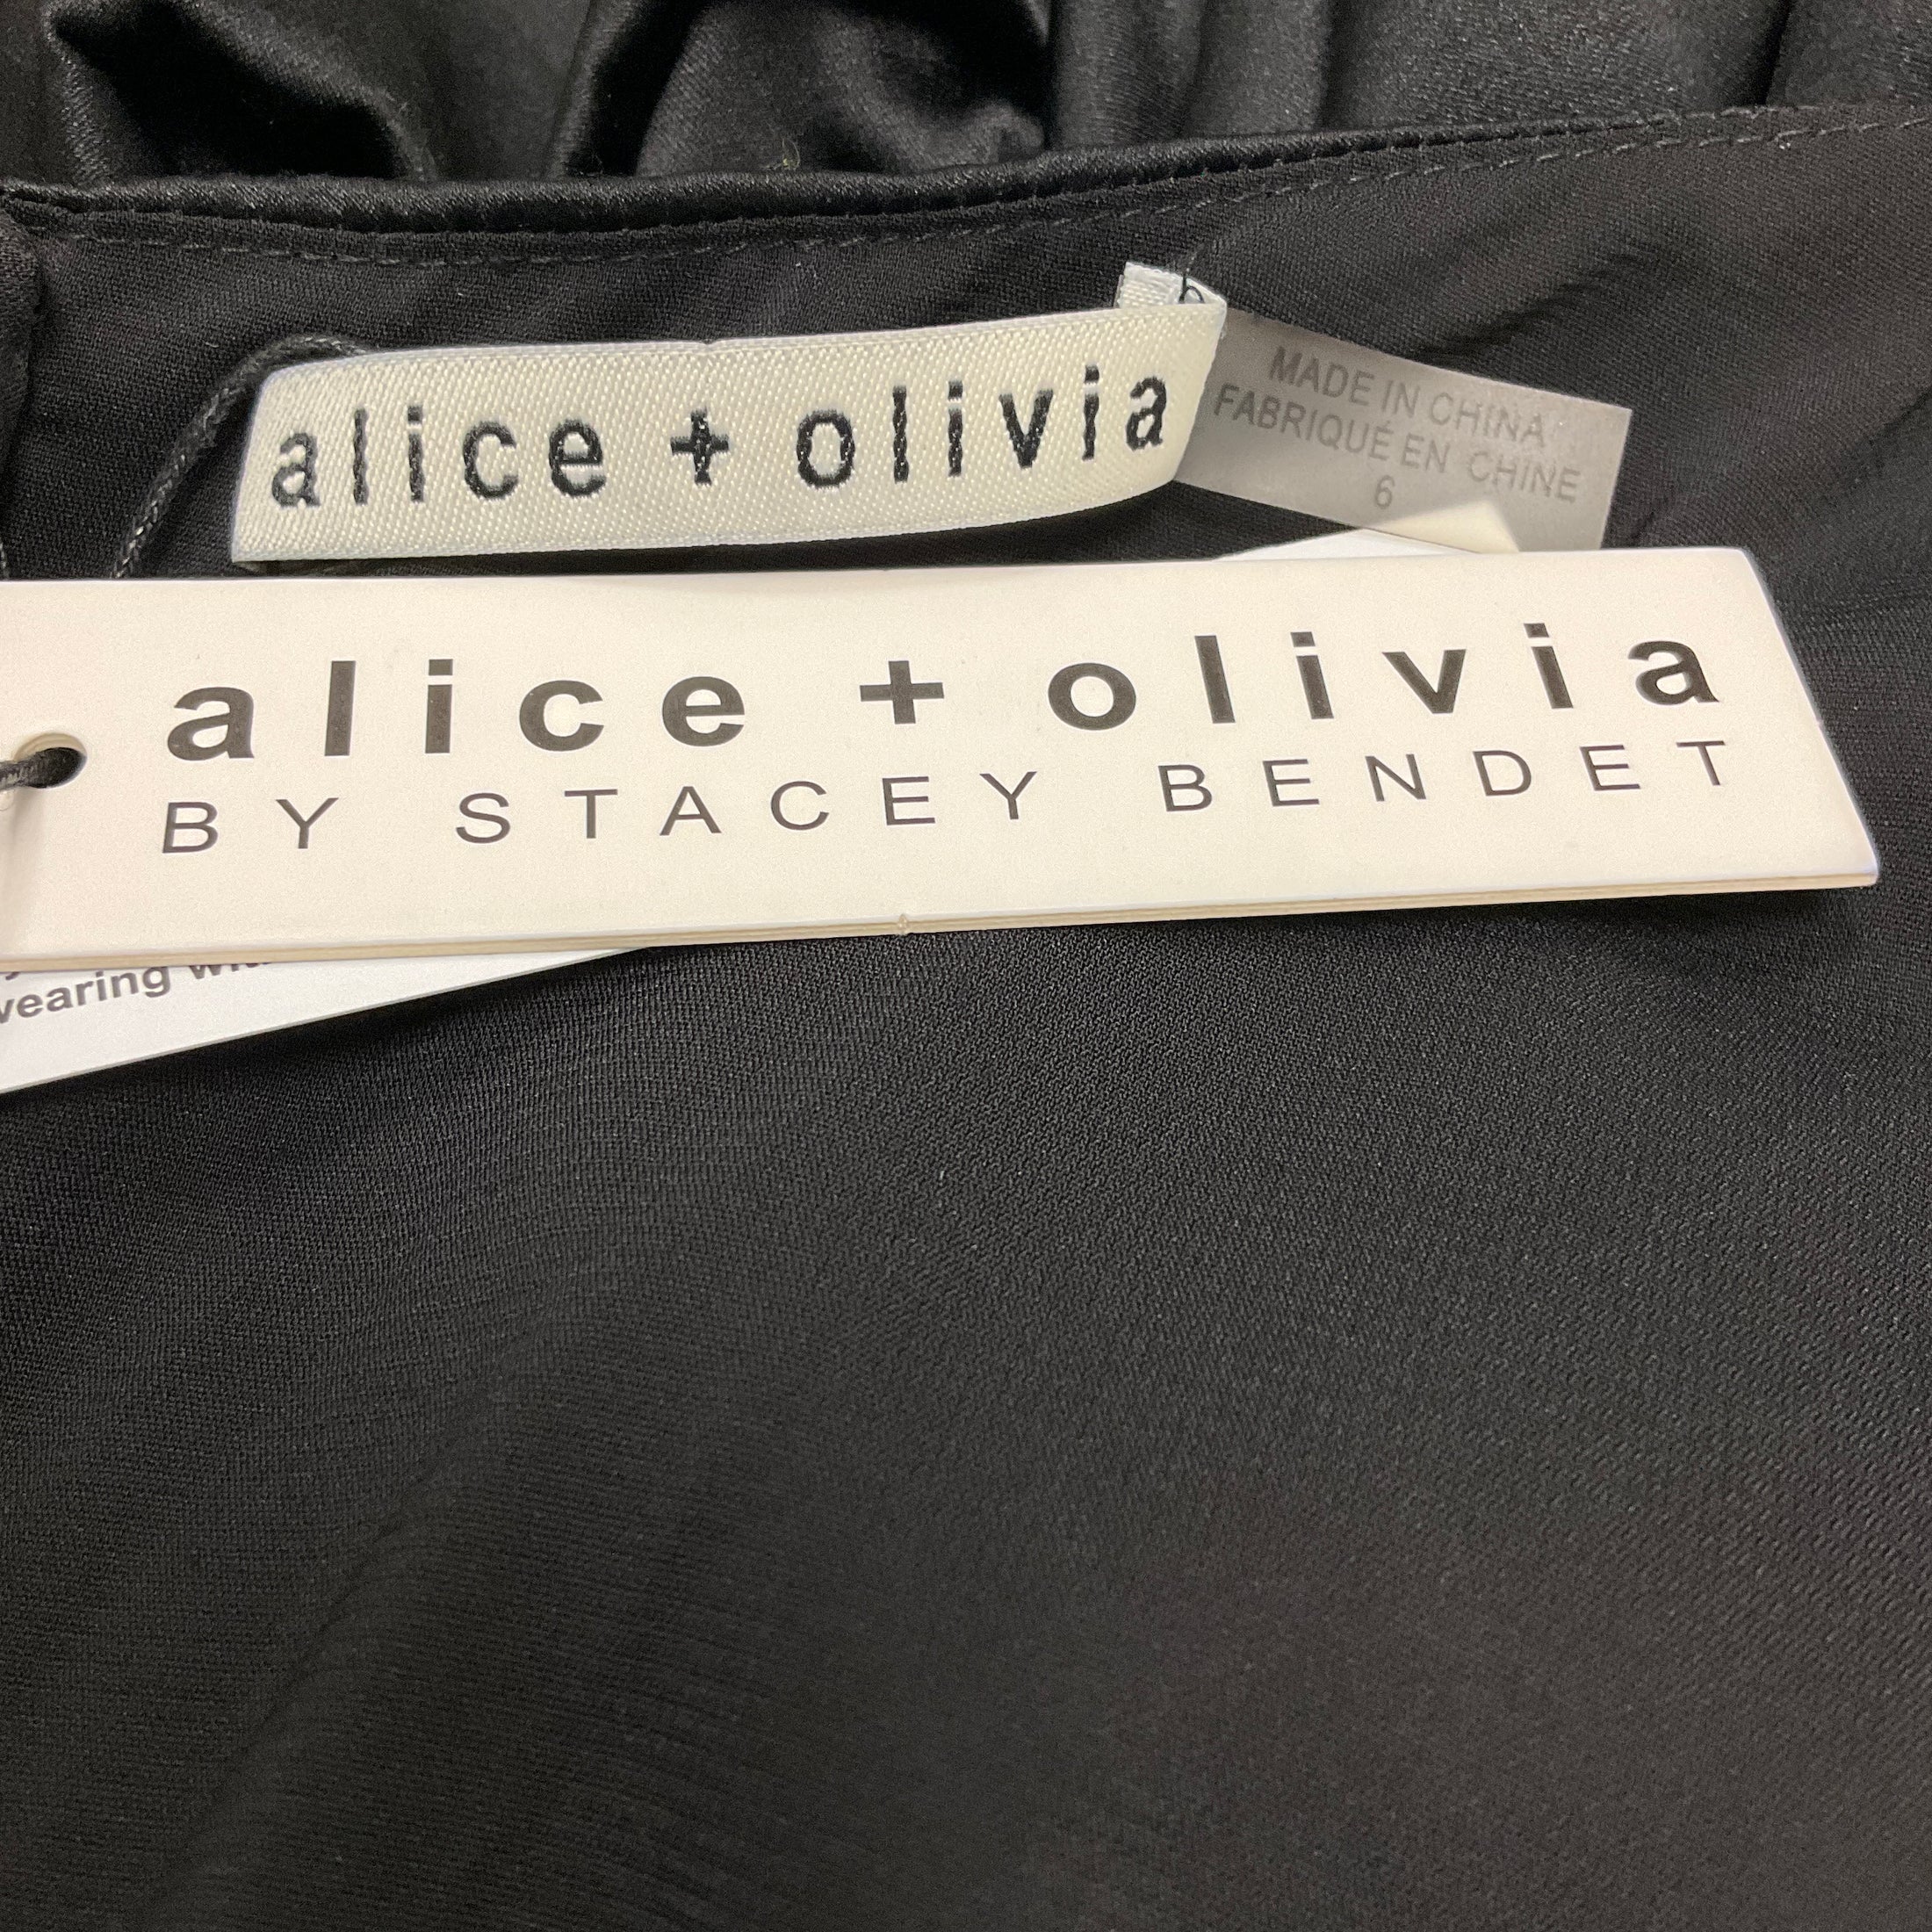 alice + olivia
MADE IN CHINA
FABRIQUÉ EN CHINE
6
alice + olivia
BY STACEY BENDET
wearing